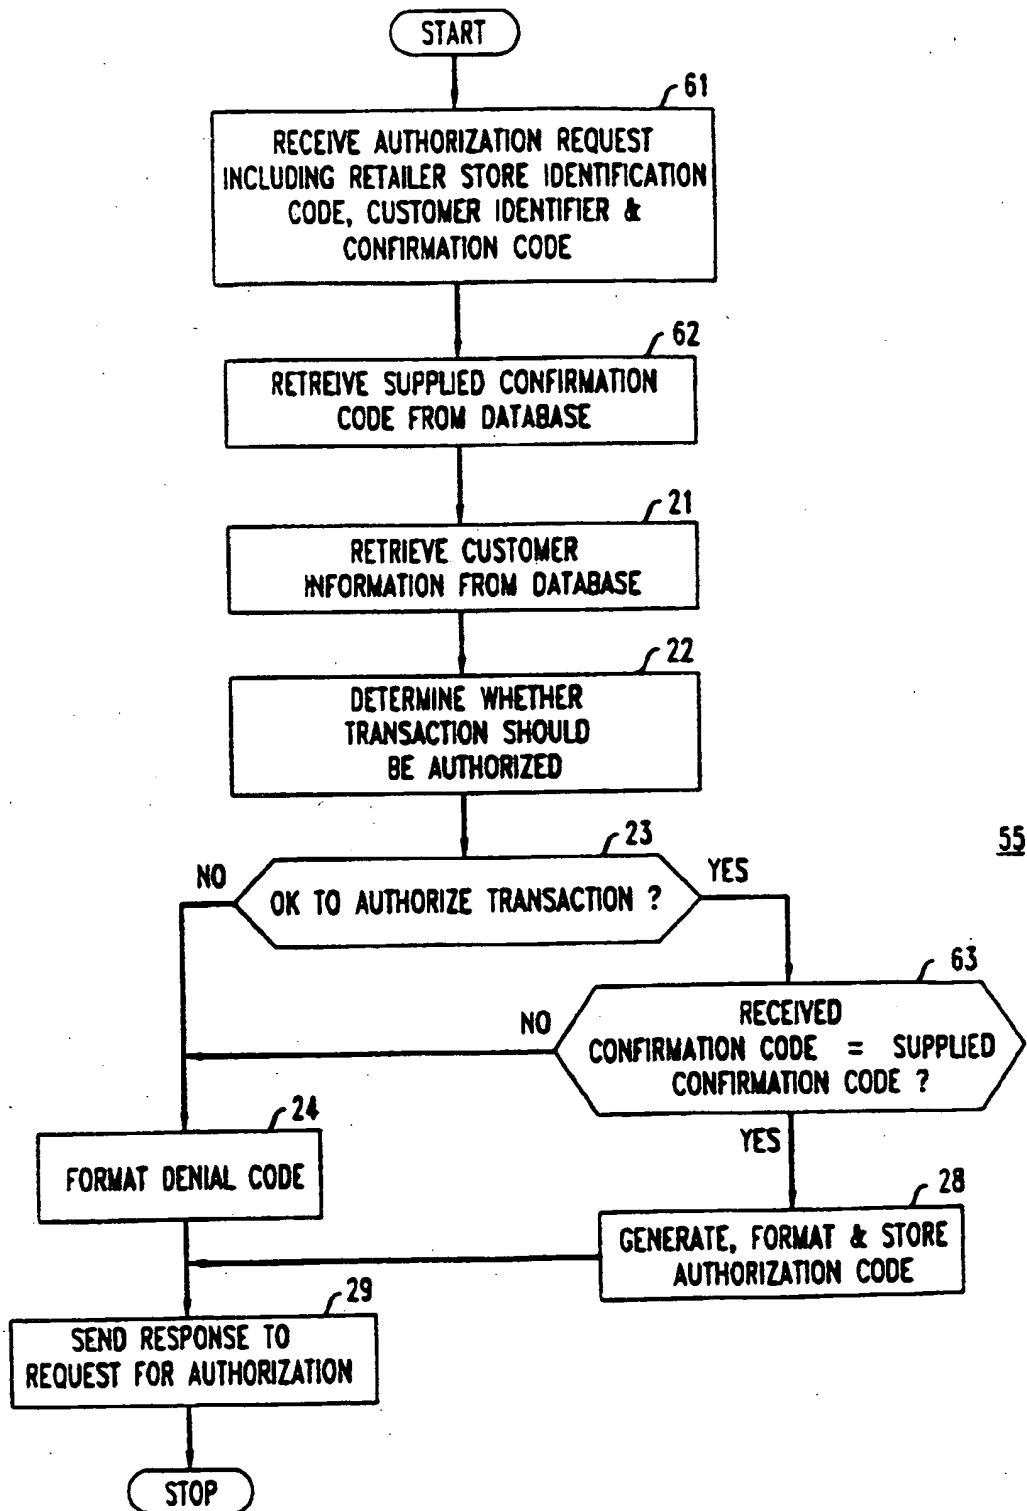 START
61
RECEIVE AUTHORIZATION REQUEST
INCLUDING RETAILER STORE IDENTIFICATION
CODE, CUSTOMER IDENTIFIER &
CONFIRMATION CODE
62
RETREIVE SUPPLIED CONFIRMATION
CODE FROM DATABASE
21
RETRIEVE CUSTOMER
INFORMATION FROM DATABASE
22
DETERMINE WHETHER
TRANSACTION SHOULD
BE AUTHORIZED
55
23
NO
YES
OK TO AUTHORIZE TRANSACTION ?
63
NO
RECEIVED
CONFIRMATION CODE = SUPPLIED
CONFIRMATION CODE ?
YES
24
FORMAT DENIAL CODE
28
GENERATE, FORMAT & STORE
AUTHORIZATION CODE
29
SEND RESPONSE TO
REQUEST FOR AUTHORIZATION
STOP